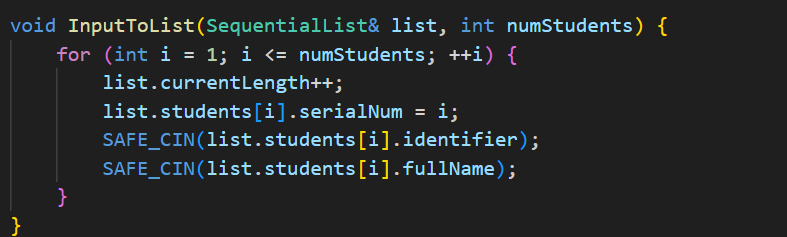 void InputToList(SequentialList& list, int numStudents) {
    for (int i = 1; i <= numStudents; ++i) {
        list.currentLength++;
        list.students[i].serialNum = i;
        SAFE_CIN(list.students[i].identifier);
        SAFE_CIN(list.students[i].fullName);
    }
}